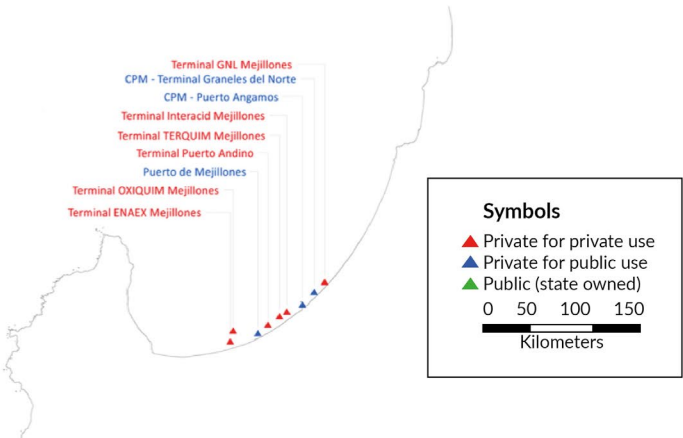 Terminal GNL Mejillones
CPM - Terminal Graneles del Norte
CPM - Puerto Angamos
Terminal Interacid Mejillones
Terminal TERQUIM Mejillones
Terminal Puerto Andino
Puerto de Mejillones
Terminal OXIQUIM Mejillones
Terminal ENAEX Mejillones
Symbols
Private for private use
Private for public use
Public (state owned)
0 50 100 150
Kilometers